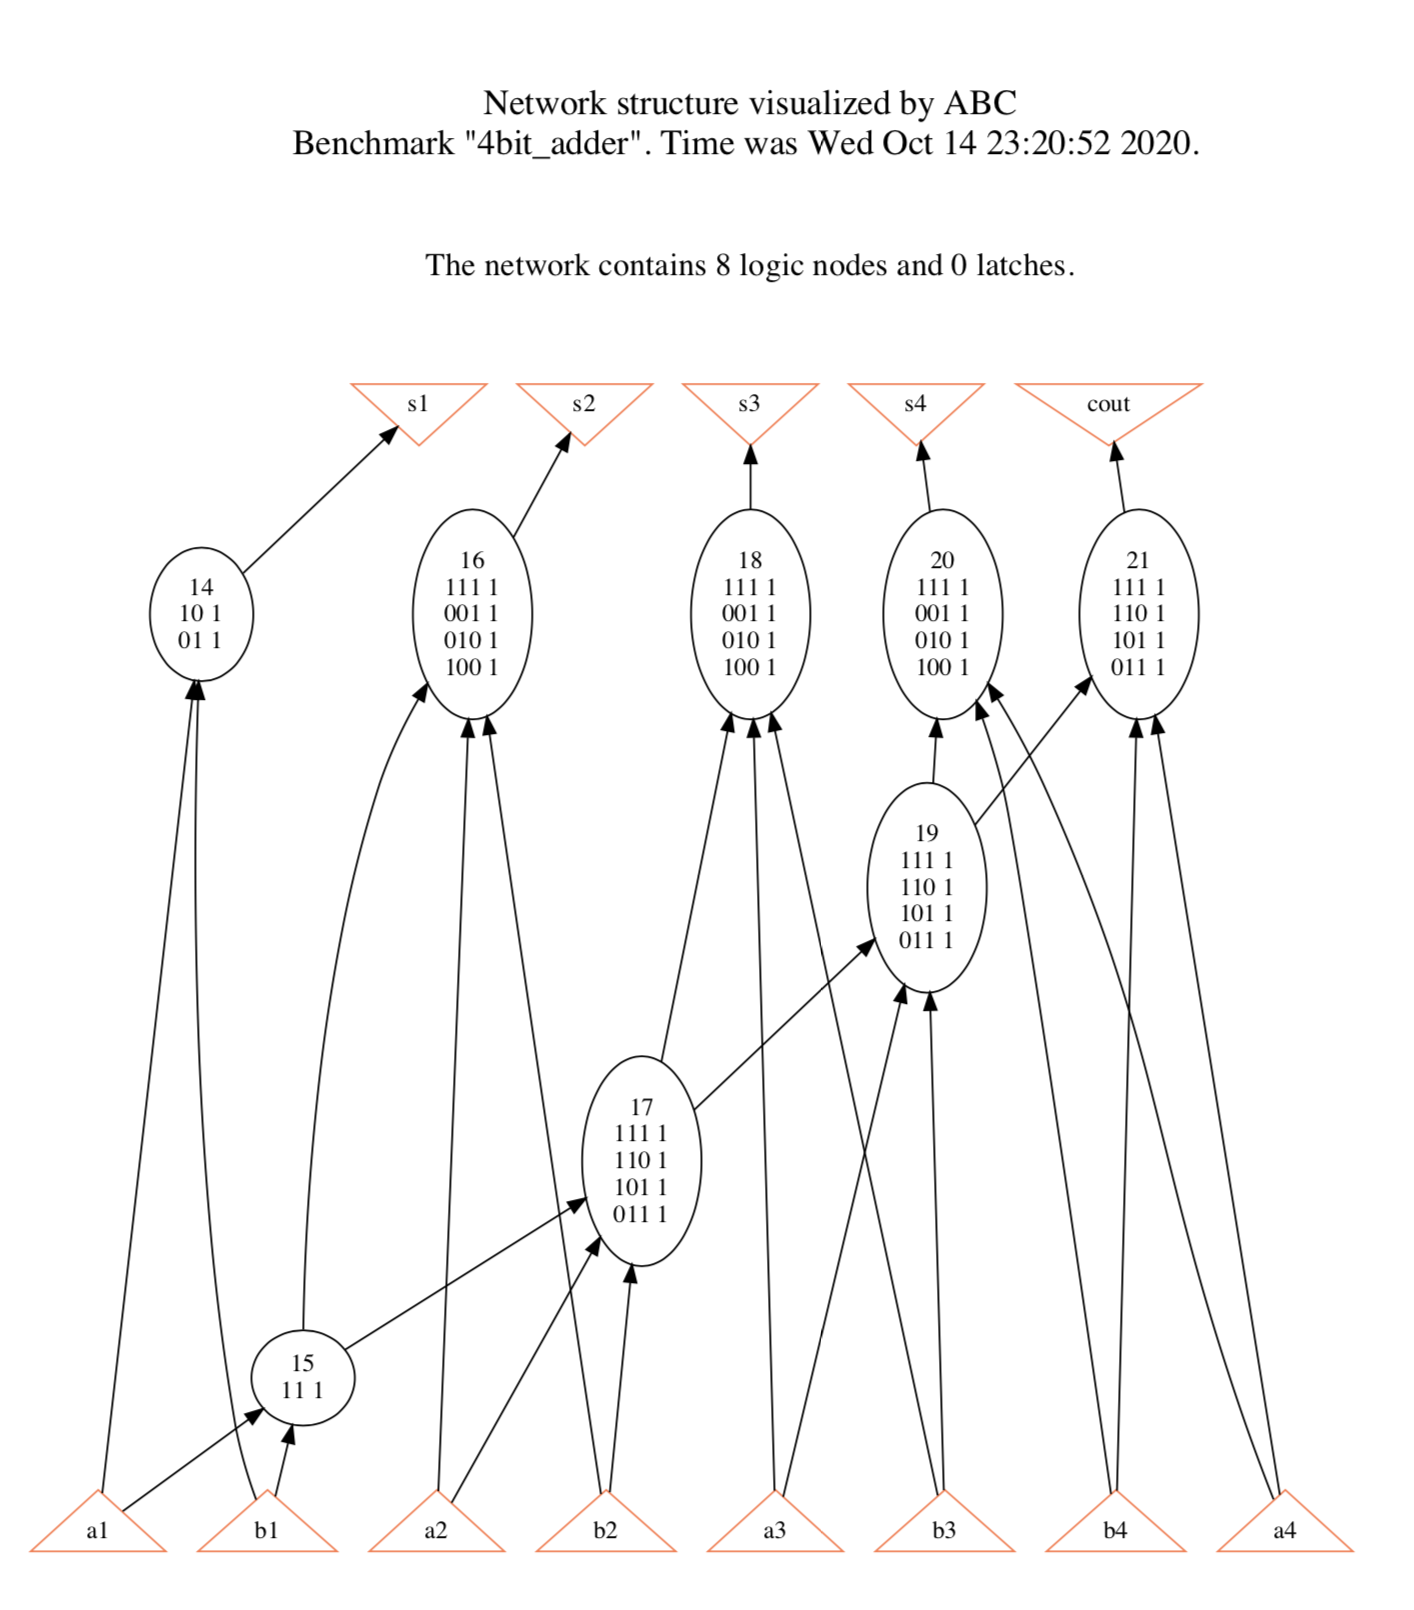 Network structure visualized by ABC
Benchmark "4bit_adder". Time was Wed Oct 14 23:20:52 2020.
The network contains 8 logic nodes and 0 latches.
s1
s2
s3
s4
cout
14
10 1
01 1
16
111 1
001 1
010 1
100 1
18
111 1
001 1
010 1
100 1
20
111 1
001 1
010 1
100 1
21
111 1
110 1
101 1
011 1
19
111 1
110 1
101 1
011 1
17
111 1
110 1
101 1
011 1
15
11 1
a1
b1
a2
b2
a3
b3
b4
a4